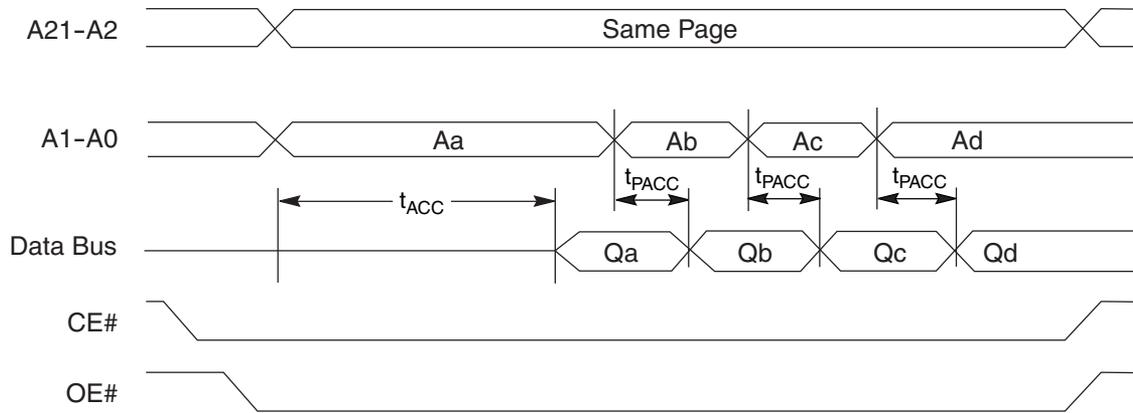 A21–A2
Same Page
A1–A0
Aa
Ab
Ac
Ad
tACC
tPACC
tPACC
tPACC
Data Bus
Qa
Qb
Qc
Qd
CE#
OE#